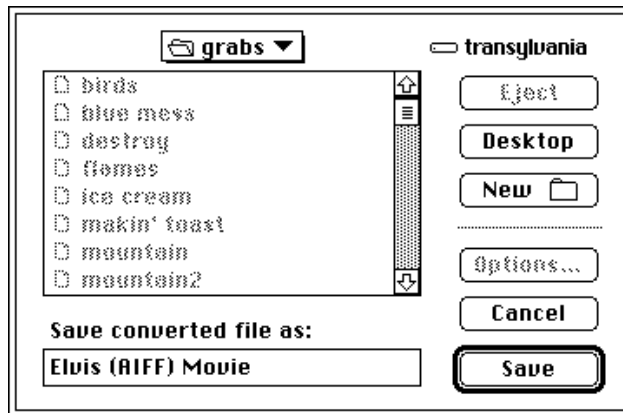 grabs
transylvania
birds
blue mess
destroy
flames
ice cream
makin' toast
mountain
mountain2
Eject
Desktop
New
Options...
Cancel
Save
Save converted file as:
Elvis (AIFF) Movie